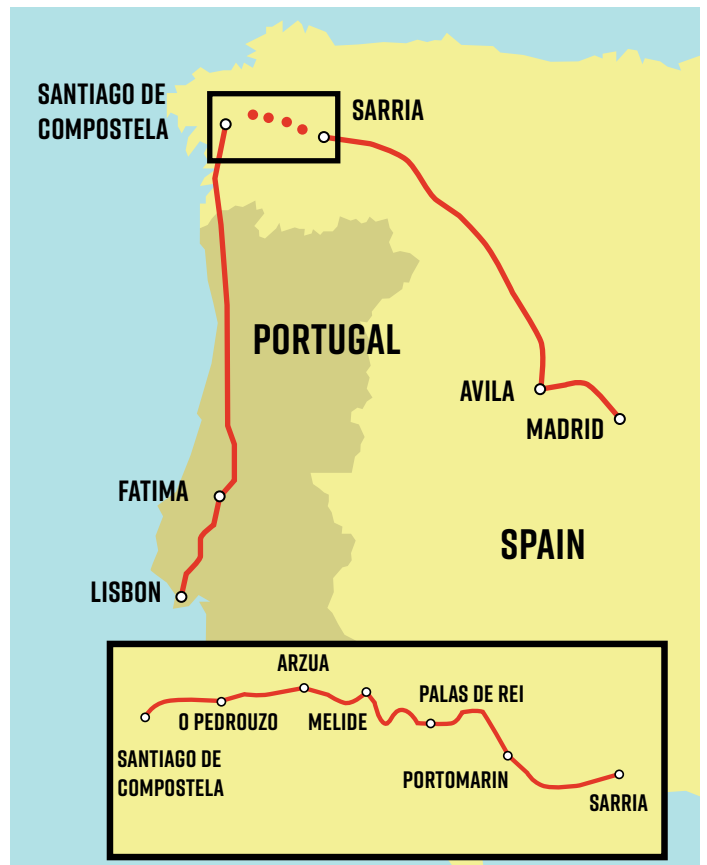 SANTIAGO DE
COMPOSTELA
SARRIA
PORTUGAL
AVILA
MADRID
FATIMA
SPAIN
LISBON
ARZUA
PALAS DE REI
O PEDROUZO
MELIDE
SANTIAGO DE
COMPOSTELA
PORTOMARIN
SARRIA